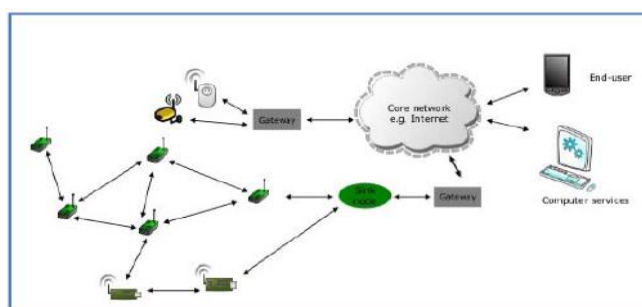 Core network
e.g. Internet
End-user
Gateway
Sink
node
Gateway
Computer services